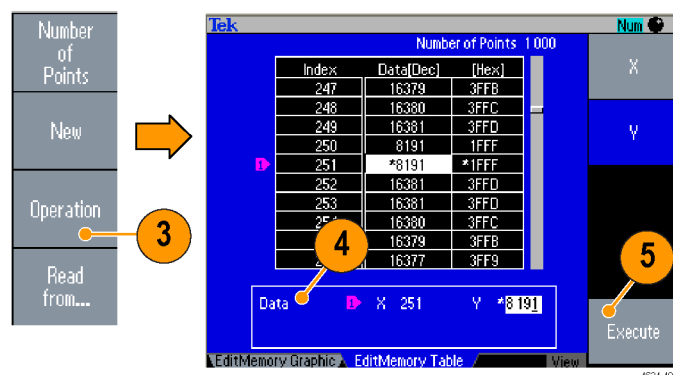 Number
of
Points
New
Operation
3
Read
from...
Tek
Num
Number of Points 1 000
Index Data[Dec] [Hex]
247 16379 3FFB
248 16380 3FFC
249 16381 3FFD
250 8191 1FFF
1 251 *8191 *1FFF
252 16381 3FFD
253 16381 3FFD
16380 3FFC
16379 3FFB
16377 3FF9
4
Data 1 X 251 Y *8 191
X
Y
5
Execute
EditMemory Graphic EditMemory Table View